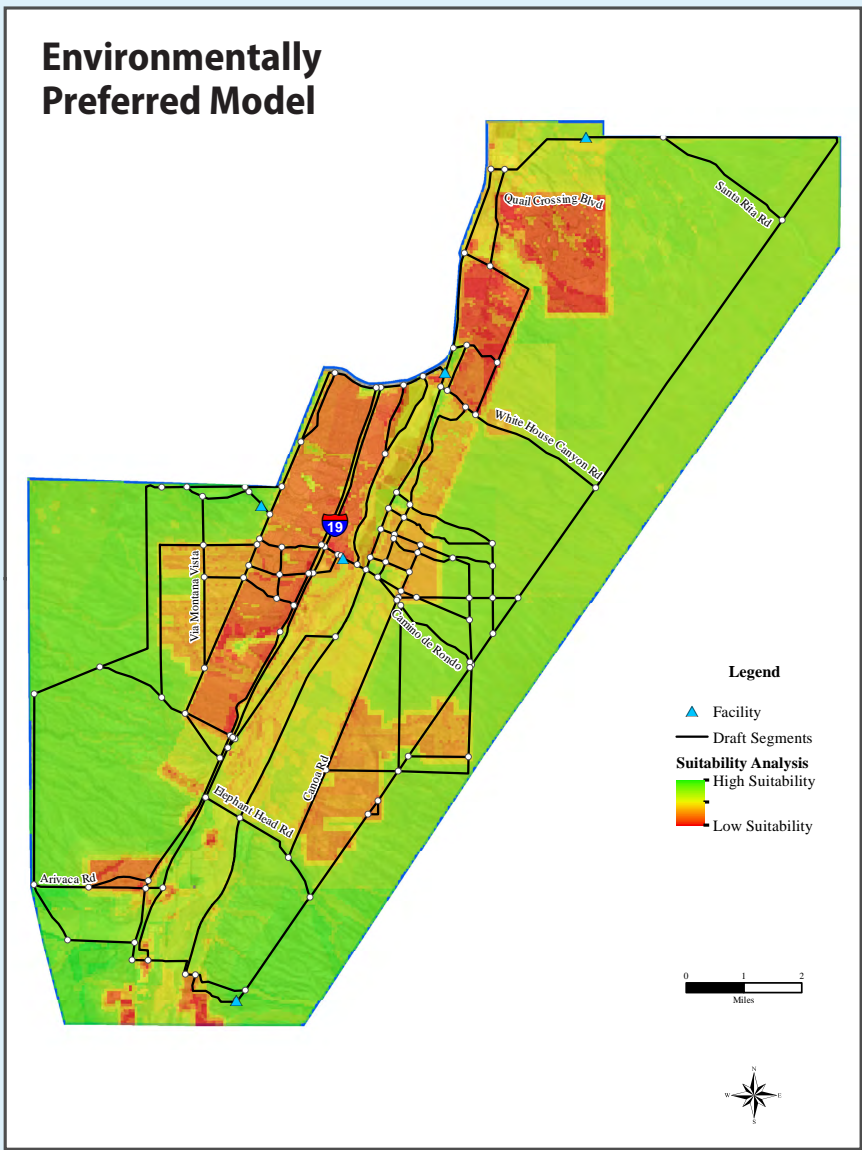 Environmentally
Preferred Model
Quail Crossing Blvd
Santa Rita Rd
White House Canyon Rd
19
Via Montana Vista
Camino de Rondo
Canoa Rd
Elephant Head Rd
Arivaca Rd
Legend
Facility
Draft Segments
Suitability Analysis
High Suitability
Low Suitability
0 1 2
Miles
N
W E
S